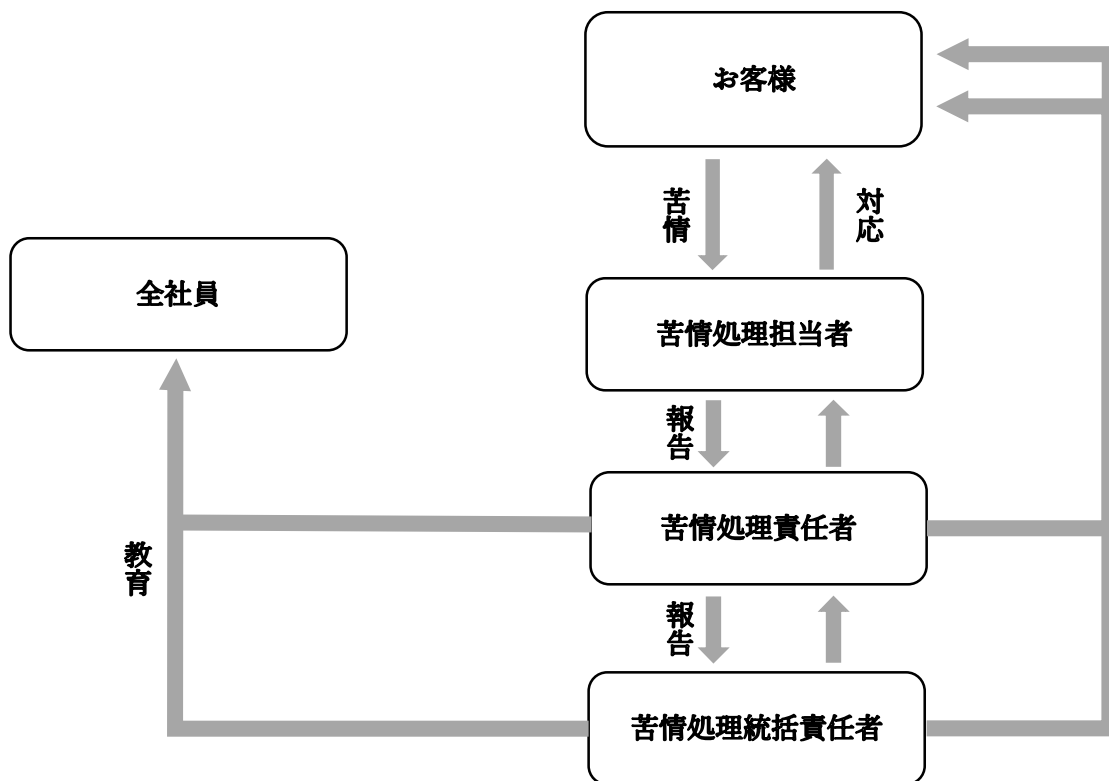 お客様
苦情
対応
全社員
苦情処理担当者
報告
苦情処理責任者
教育
報告
苦情処理統括責任者